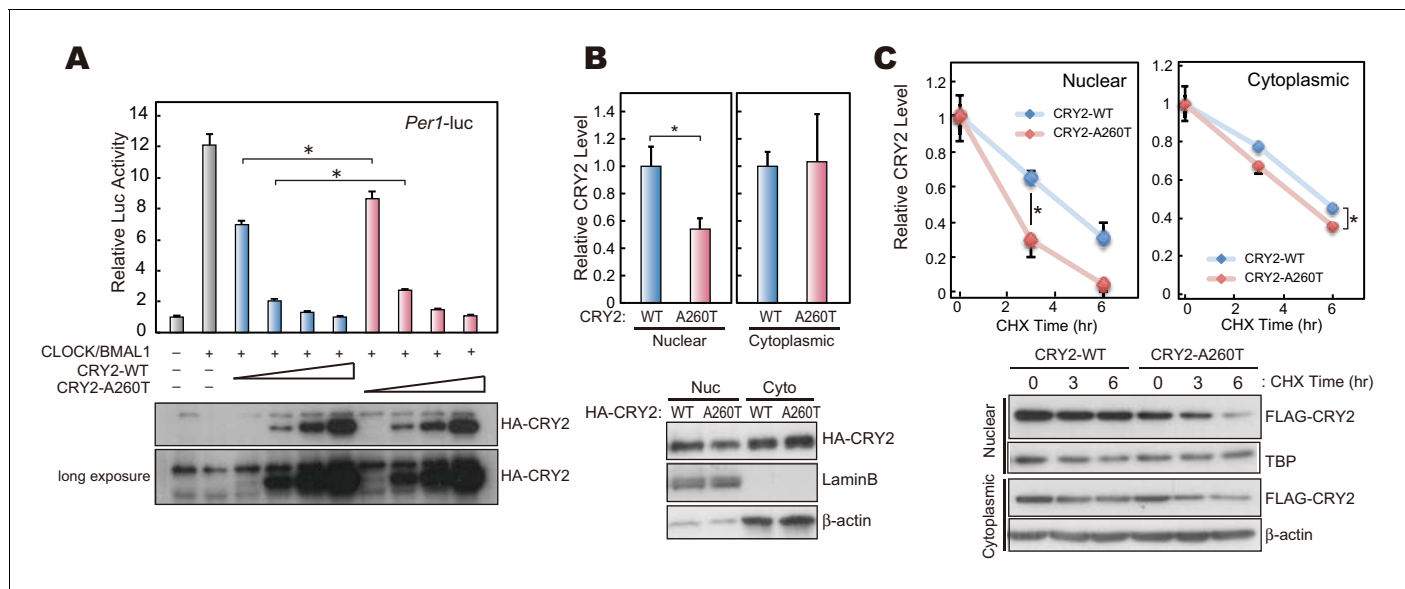 A
Relative Luc Activity
14
12
10
8
6
4
2
0
Per1-luc
*
*
CLOCK/BMAL1 – + + + + + + + + +
CRY2-WT – –
CRY2-A260T – –
HA-CRY2
long exposure HA-CRY2
B
Relative CRY2 Level
1.4
1.2
1.0
0.8
0.6
0.4
0.2
0
*
CRY2: WT A260T WT A260T
Nuclear Cytoplasmic
Nuc Cyto
HA-CRY2: WT A260T WT A260T
HA-CRY2
LaminB
β-actin
C
Relative CRY2 Level
1.2
1
0.8
0.6
0.4
0.2
0
Nuclear
CRY2-WT
CRY2-A260T
*
0 2 4 6
CHX Time (hr)
1.2
1
0.8
0.6
0.4
0.2
0
Cytoplasmic
*
CRY2-WT
CRY2-A260T
0 2 4 6
CHX Time (hr)
CRY2-WT CRY2-A260T
0 3 6 0 3 6 : CHX Time (hr)
Nuclear
FLAG-CRY2
TBP
Cytoplasmic
FLAG-CRY2
β-actin